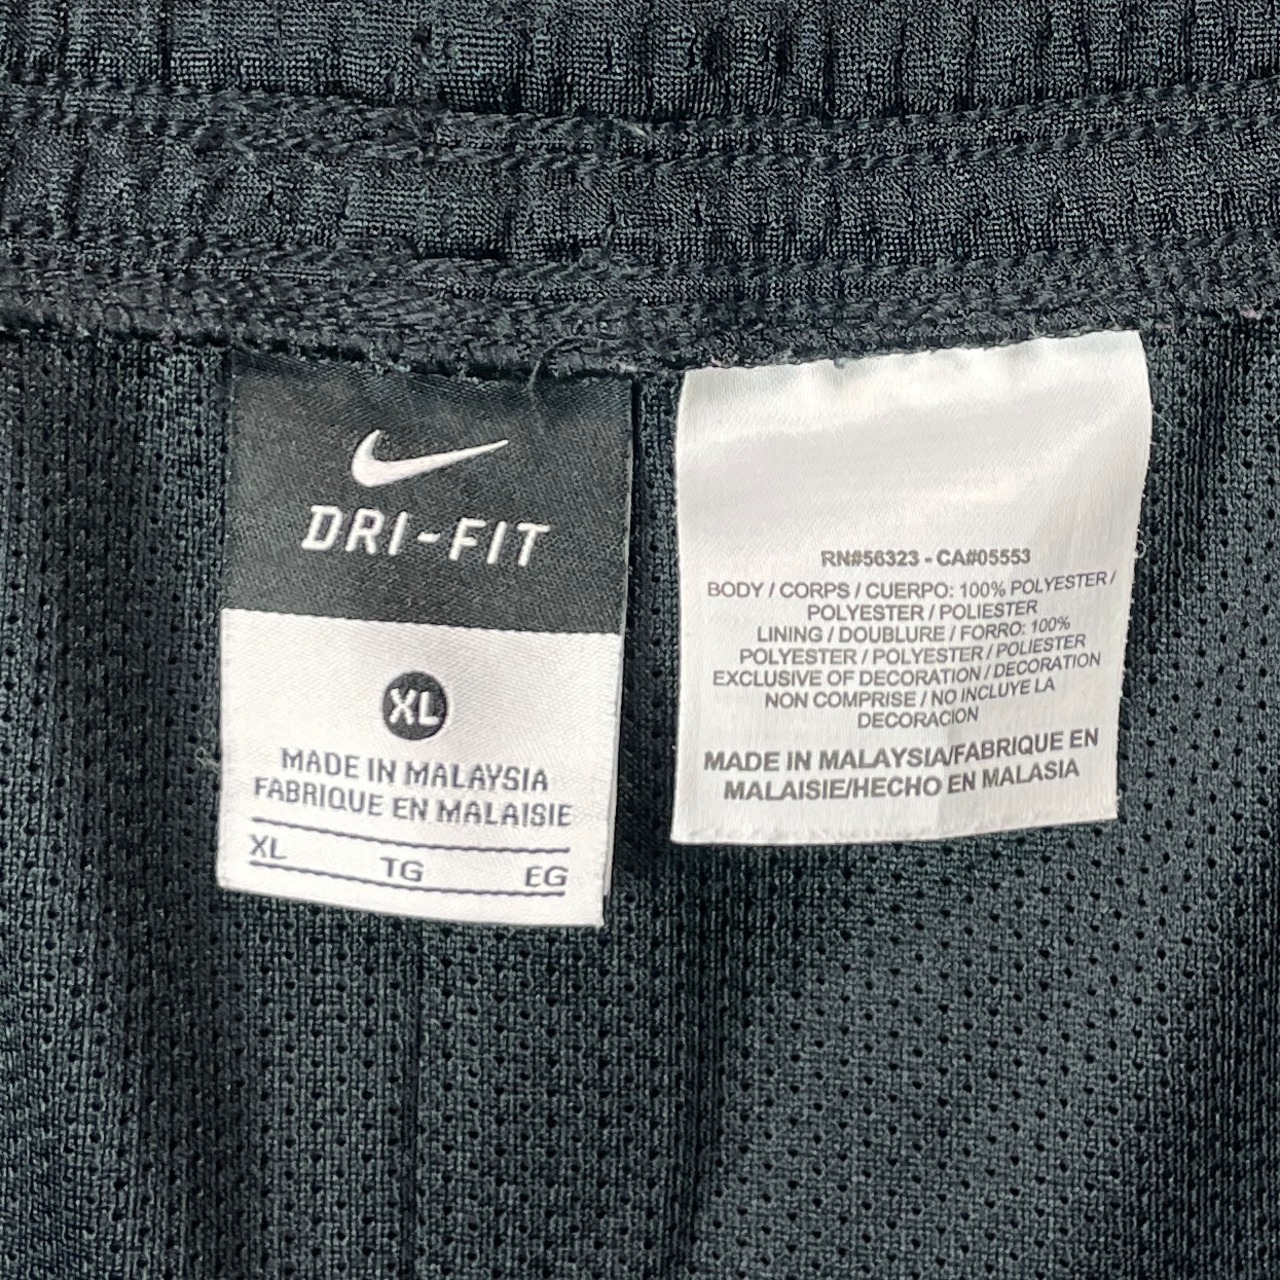 DRI-FIT
XL
MADE IN MALAYSIA
FABRIQUE EN MALAISIE
XL TG EG
RN#56323 - CA#05553
BODY / CORPS / CUERPO: 100% POLYESTER /
POLYESTER / POLIESTER
LINING / DOUBLURE / FORRO: 100%
POLYESTER / POLYESTER / POLIESTER
EXCLUSIVE OF DECORATION / DECORATION
NON COMPRISE / NO INCLUYE LA
DECORACION
MADE IN MALAYSIA/FABRIQUE EN
MALAISIE/HECHO EN MALASIA